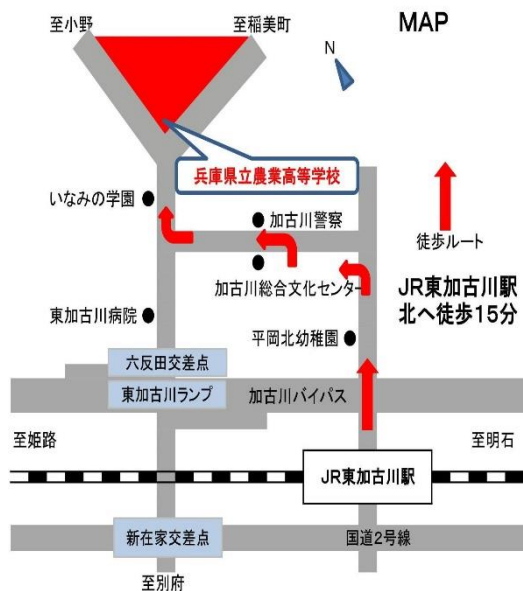 至小野
至稲美町
MAP
N
兵庫県立農業高等学校
いなみの学園
加古川警察
徒歩ルート
加古川総合文化センター
JR東加古川駅
北へ徒歩15分
東加古川病院
平岡北幼稚園
六反田交差点
東加古川ランプ
加古川バイパス
至姫路
至明石
JR東加古川駅
新在家交差点
国道2号線
至別府